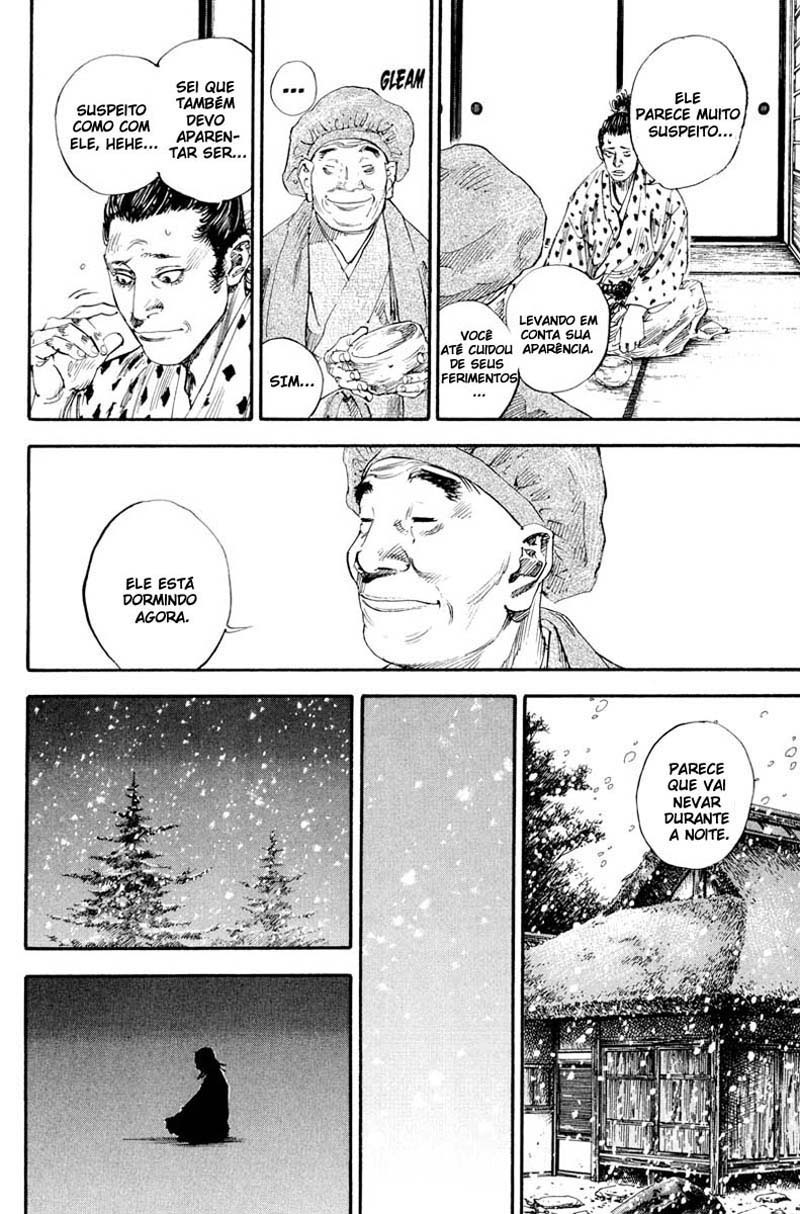 ELE
PARECE MUITO
SUSPEITO...
LEVANDO EM
CONTA SUA
APARÊNCIA.
VOCÊ
ATÉ CUIDOU
DE SEUS
FERIMENTOS
...
GLEAM
...
SIM...
SEI QUE
TAMBÉM
DEVO
APAREN-
TAR SER...
SUSPEITO
COMO COM
ELE, HEHE...
ELE ESTÁ
DORMINDO
AGORA.
PARECE
QUE VAI
NEVAR
DURANTE
A NOITE.